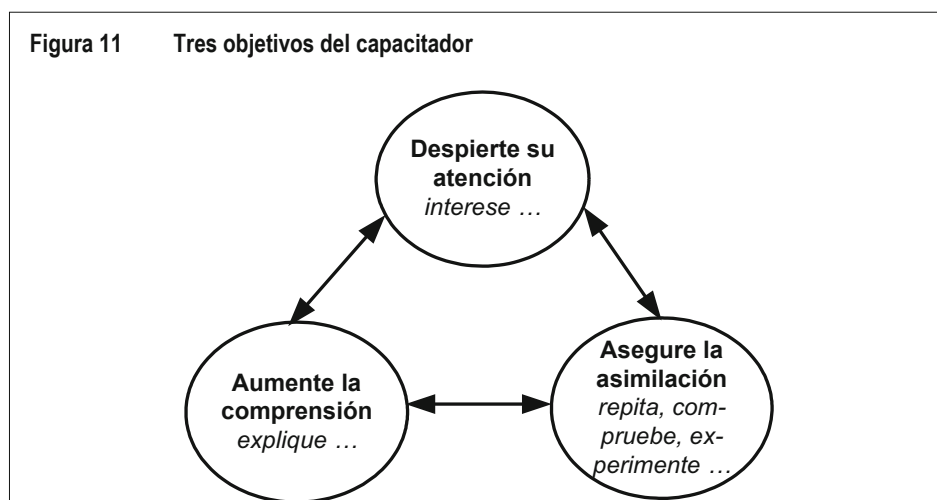 Figura 11 Tres objetivos del capacitador
Despierte su
atención
interese …
Aumente la
comprensión
explique …
Asegure la
asimilación
repita, com-
pruebe, ex-
perimente …